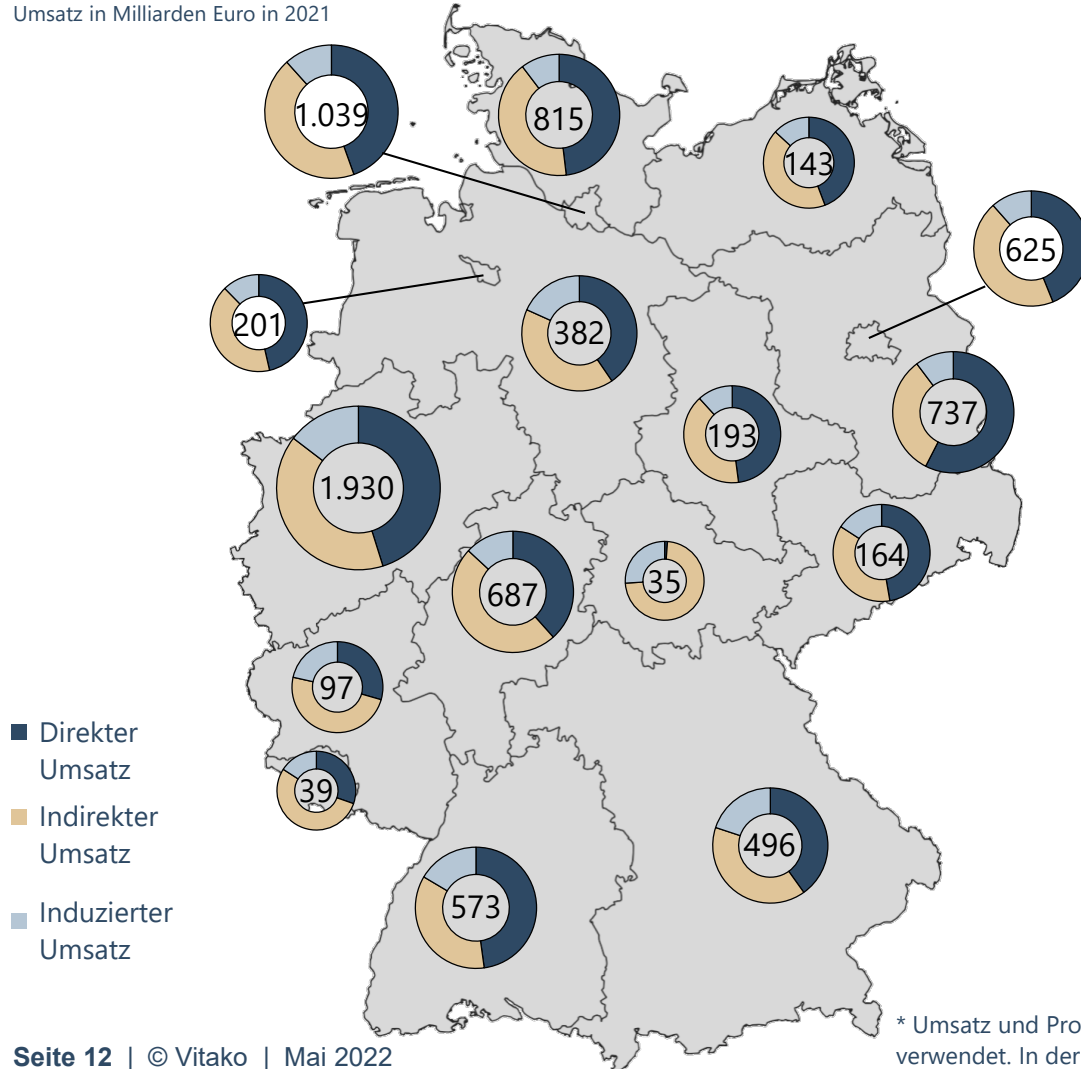 Umsatz in Milliarden Euro in 2021
1.039
815
143
625
201
382
737
193
1.930
164
687
35
97
39
496
573
Direkter
Umsatz
Indirekter
Umsatz
Induzierter
Umsatz
* Umsatz und Pro
verwendet. In der
Seite 12 | © Vitako | Mai 2022